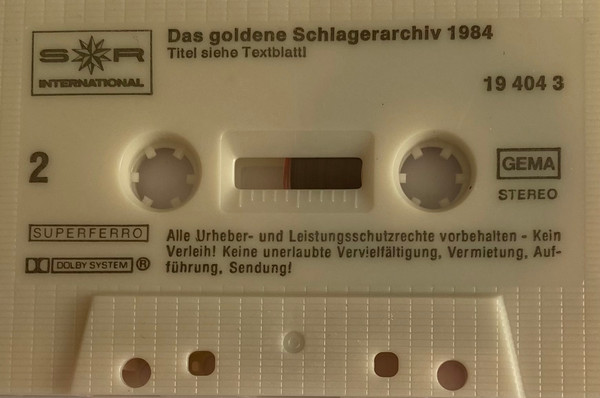 S R
INTERNATIONAL
Das goldene Schlagerarchiv 1984
Titel siehe Textblatt!
19 404 3
2
GEMA
STEREO
SUPERFERRO
DOLBY SYSTEM ®
Alle Urheber- und Leistungsschutzrechte vorbehalten - Kein
Verleih! Keine unerlaubte Vervielfältigung, Vermietung, Auf-
führung, Sendung!